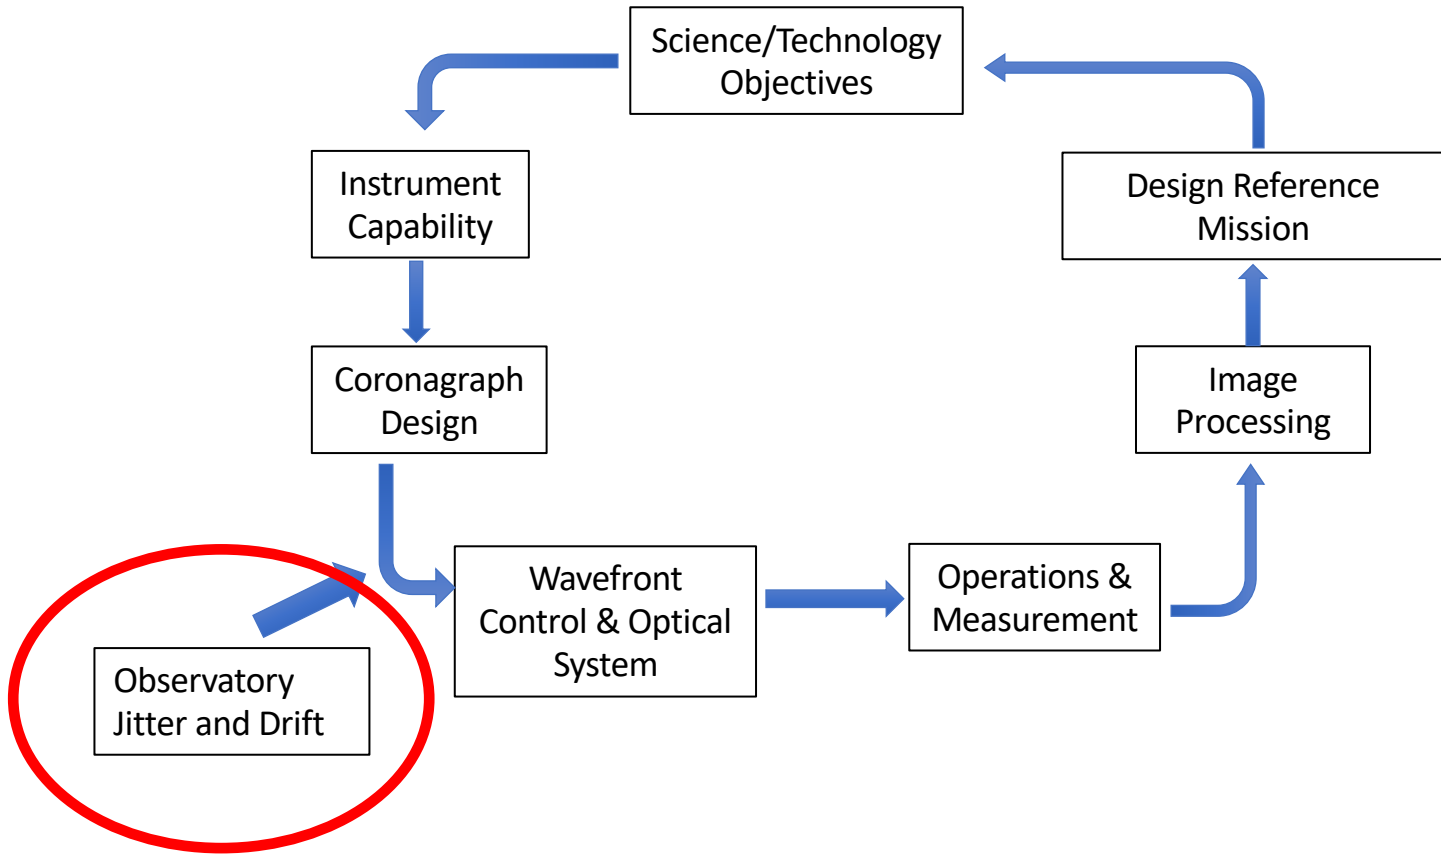 Science/Technology
Objectives
Instrument
Capability
Design Reference
Mission
Coronagraph
Design
Image
Processing
Wavefront
Control & Optical
System
Operations &
Measurement
Observatory
Jitter and Drift